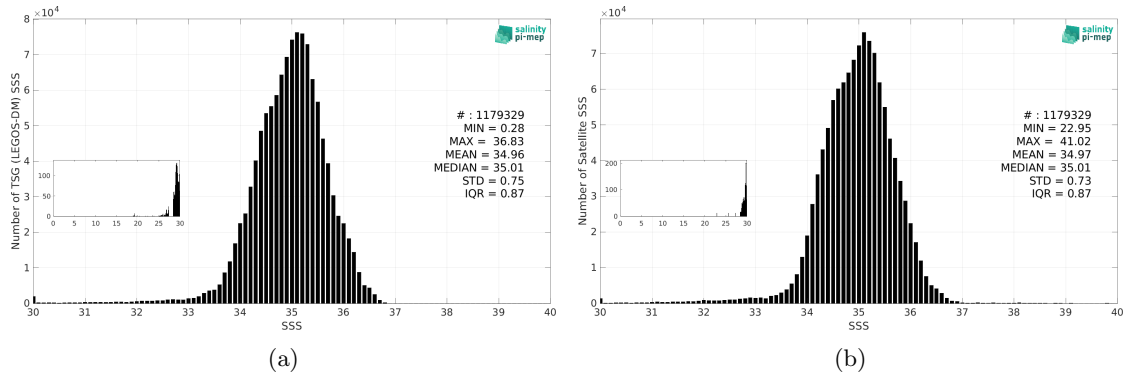 ×10⁴
8
7
6
5
4
3
2
1
0
Number of TSG (LEGOS-DM) SSS
salinity
pi-mep
# : 1179329
MIN = 0.28
MAX = 36.83
MEAN = 34.96
MEDIAN = 35.01
STD = 0.75
IQR = 0.87
100
50
0
0 5 10 15 20 25 30
30 31 32 33 34 35 36 37 38 39 40
SSS
(a)
×10⁴
7
6
5
4
3
2
1
0
Number of Satellite SSS
salinity
pi-mep
# : 1179329
MIN = 22.95
MAX = 41.02
MEAN = 34.97
MEDIAN = 35.01
STD = 0.73
IQR = 0.87
200
150
0
0 5 10 15 20 25 30
30 31 32 33 34 35 36 37 38 39 40
SSS
(b)